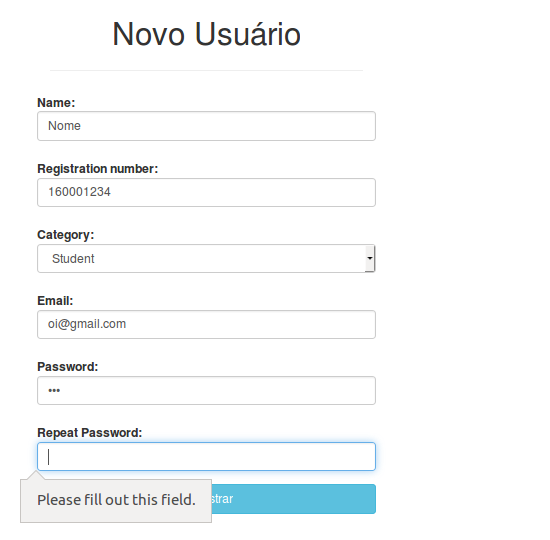 Novo Usuário
Name:
Nome
Registration number:
160001234
Category:
Student
Email:
oi@gmail.com
Password:
•••
Repeat Password:
Please fill out this field.
strar